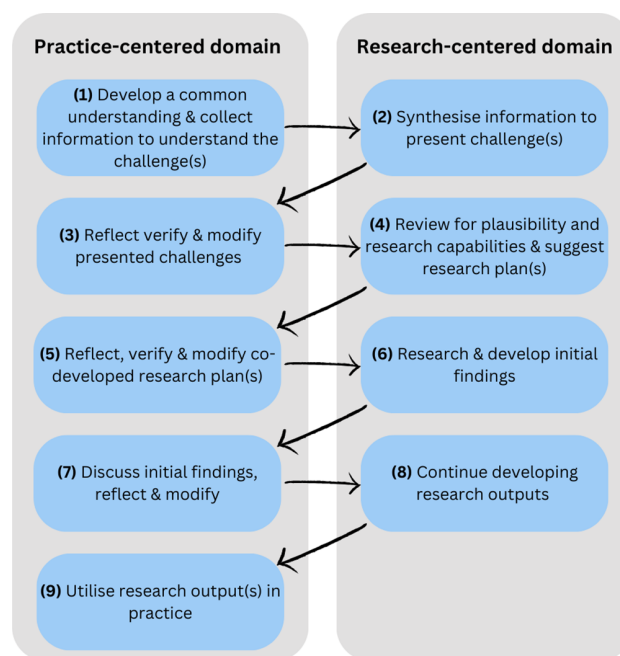 Practice-centered domain
Research-centered domain
(1) Develop a common
understanding & collect
information to understand the
challenge(s)
(2) Synthesise information to
present challenge(s)
(3) Reflect verify & modify
presented challenges
(4) Review for plausibility and
research capabilities & suggest
research plan(s)
(5) Reflect, verify & modify co-
developed research plan(s)
(6) Research & develop initial
findings
(7) Discuss initial findings,
reflect & modify
(8) Continue developing
research outputs
(9) Utilise research output(s) in
practice